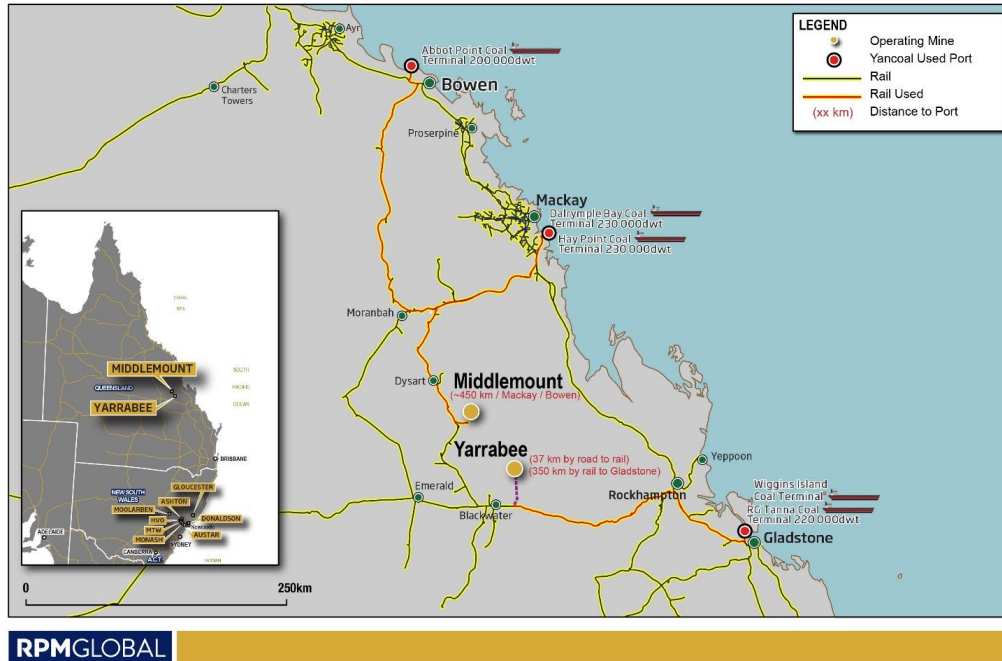 LEGEND
Operating Mine
Yancoal Used Port
Rail
Rail Used
(xx km) Distance to Port
Ayr
Abbot Point Coal
Terminal 200 000dwt
Charters
Towers
Bowen
Proserpine
Mackay
Dalrymple Bay Coal
Terminal 230 000dwt
Hay Point Coal
Terminal 230 000dwt
Moranbah
Dysart
Middlemount
(~450 km / Mackay / Bowen)
Yarrabee
(37 km by road to rail)
(350 km by rail to Gladstone)
Emerald
Blackwater
Rockhampton
Yeppoon
Wiggins Island
Coal Terminal
RG Tanna Coal
Terminal 220 000dwt
Gladstone
CORAL
SEA
MIDDLEMOUNT
SOUTH
PACIFIC
OCEAN
QUEENSLAND
YARRABEE
BRISBANE
GLOUCESTER
NEW SOUTH
WALES
ASHTON
MOOLARBEN
HVO
DONALDSON
NEWCASTLE
MTW
AUSTAR
MONASH
SYDNEY
ADELAIDE
CANBERRA
A.C.T.
TASMAN
0
250km
RPMGLOBAL